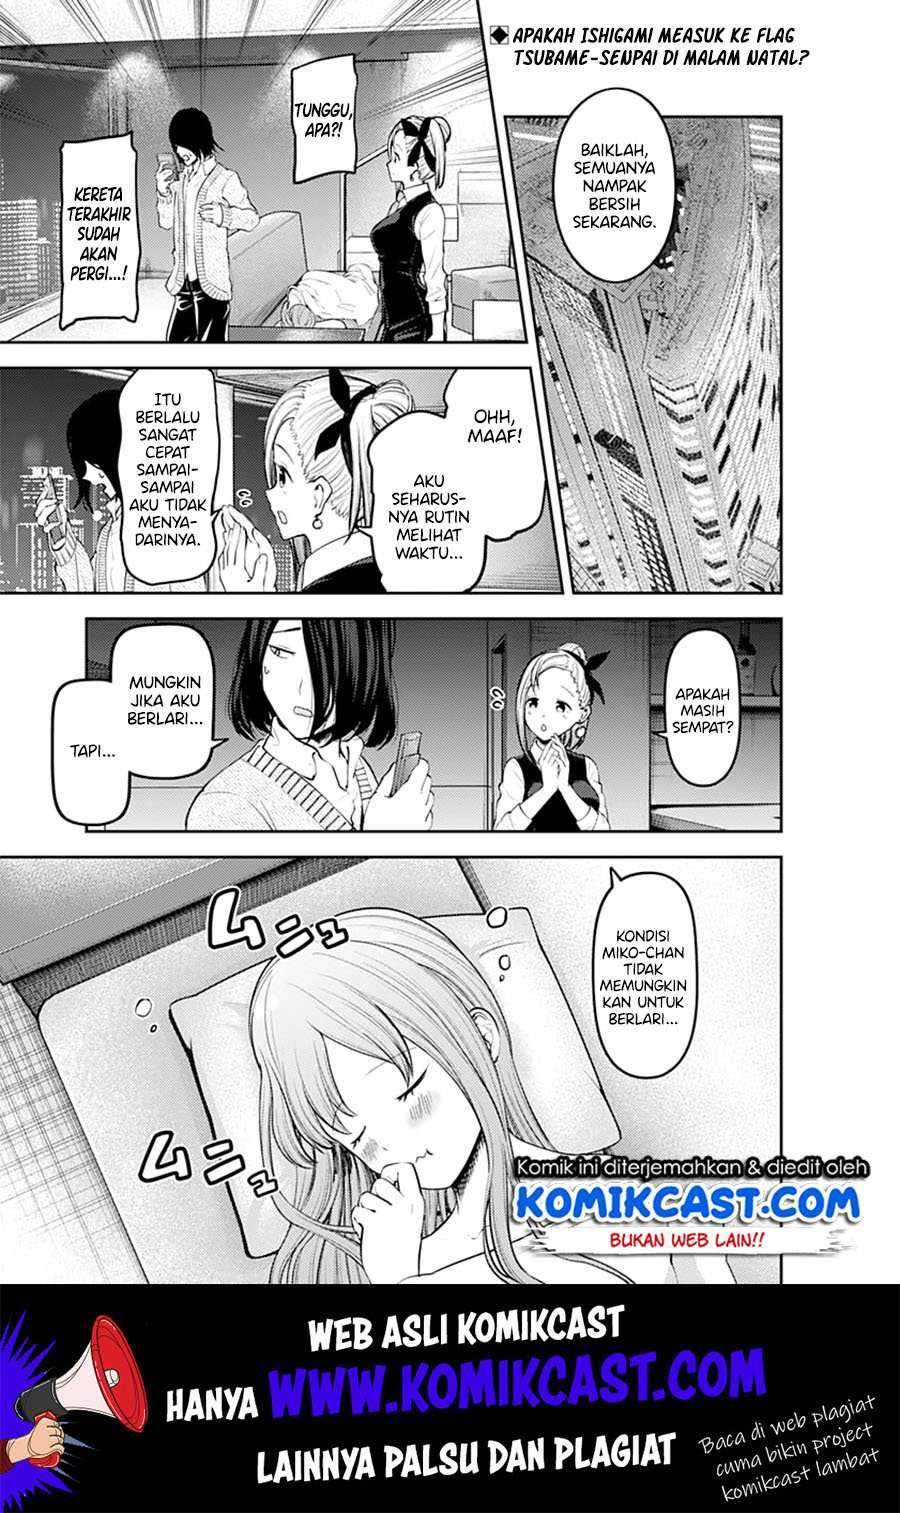 APAKAH ISHIGAMI MEASUK KE FLAG
TSUBAME-SENPAI DI MALAM NATAL?
BAIKLAH,
SEMUANYA
NAMPAK
BERSIH
SEKARANG.
TUNGGU,
APA?!
KERETA
TERAKHIR
SUDAH
AKAN
PERGI...!
OHH,
MAAF!
AKU
SEHARUS-
NYA RUTIN
MELIHAT
WAKTU...
ITU
BERLALU
SANGAT
CEPAT
SAMPAI-
SAMPAI
AKU TIDAK
MENYA-
DARINYA.
APAKAH
MASIH
SEMPAT?
MUNGKIN
JIKA AKU
BERLARI...
TAPI...
KONDISI
MIKO-CHAN
TIDAK
MEMUNGKIN
KAN UNTUK
BERLARI...
ムニュ
ムニュ
Komik ini diterjemahkan & diedit oleh
KOMIKCAST.COM
BUKAN WEB LAIN!!
WEB ASLI KOMIKCAST
HANYA WWW.KOMIKCAST.COM
LAINNYA PALSU DAN PLAGIAT
Baca di web plagiat
cuma bikin project
komikcast lambat